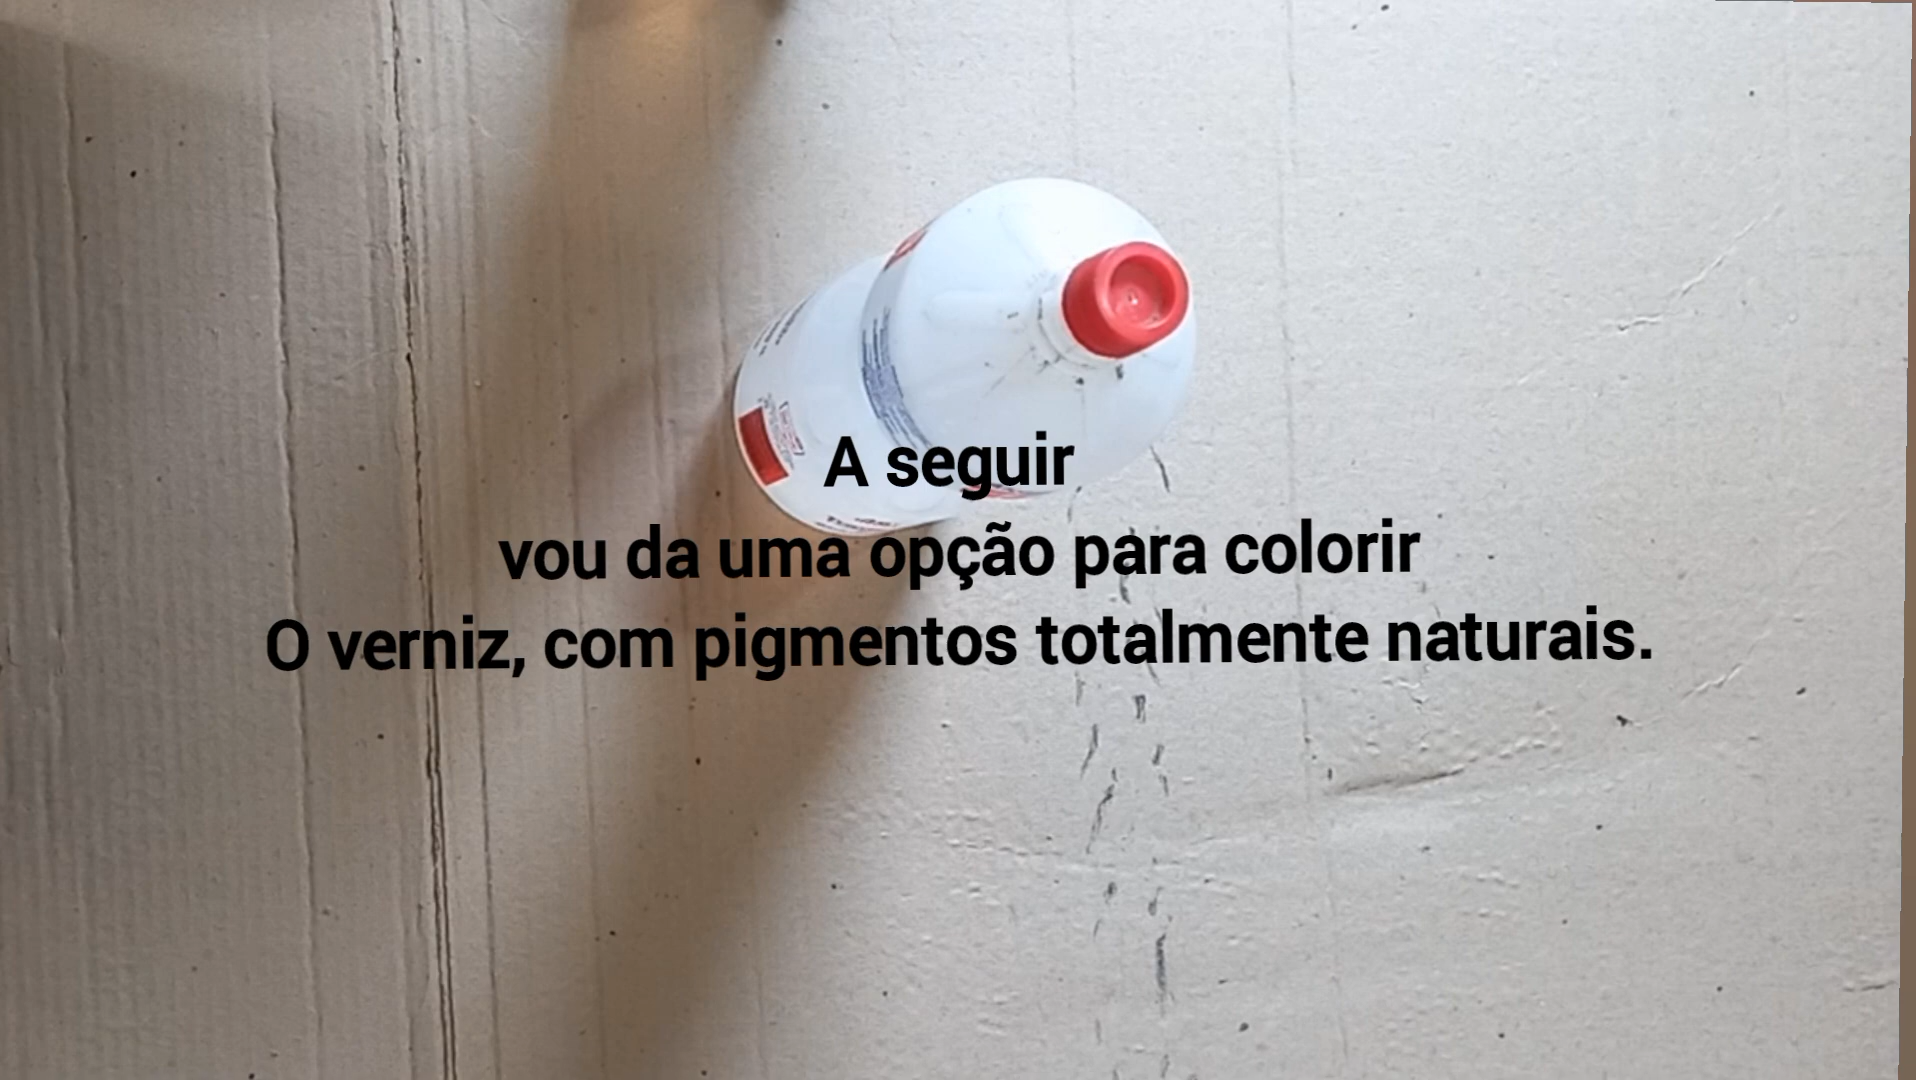 A seguir
vou da uma opção para colorir
O verniz, com pigmentos totalmente naturais.